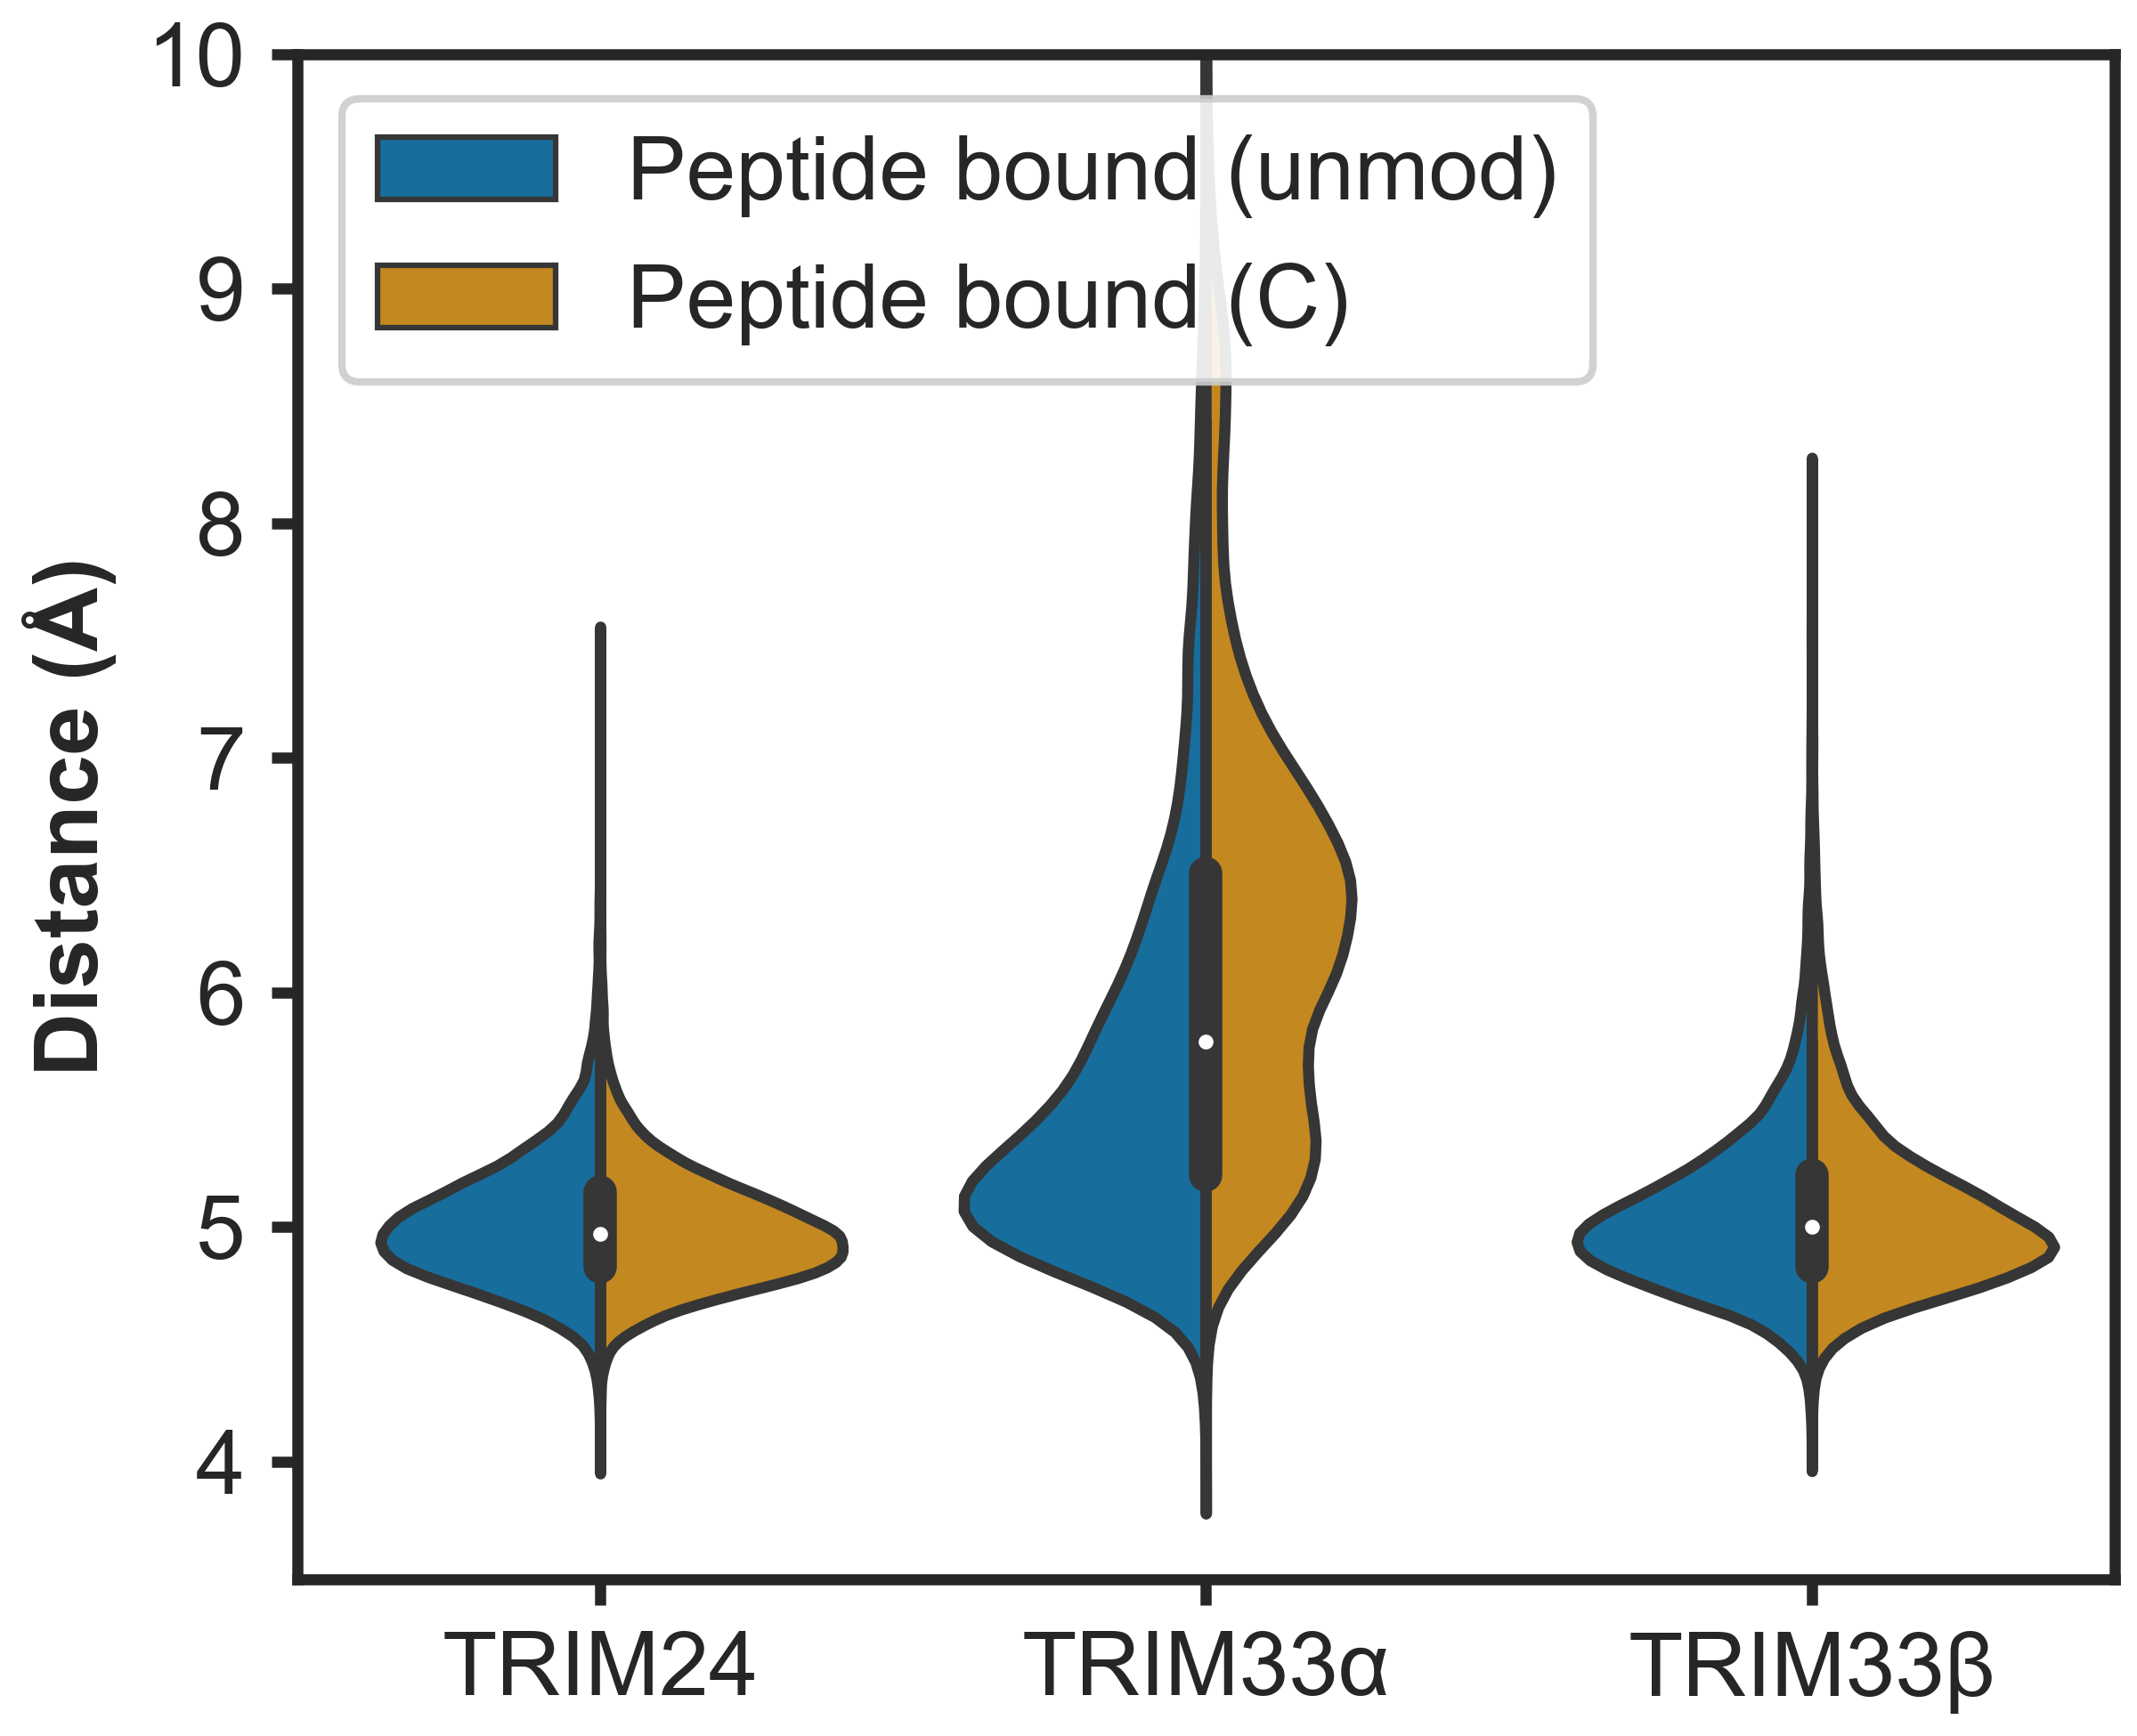 Distance (Å)
10
9
8
7
6
5
4
Peptide bound (unmod)
Peptide bound (C)
TRIM24
TRIM33α
TRIM33β